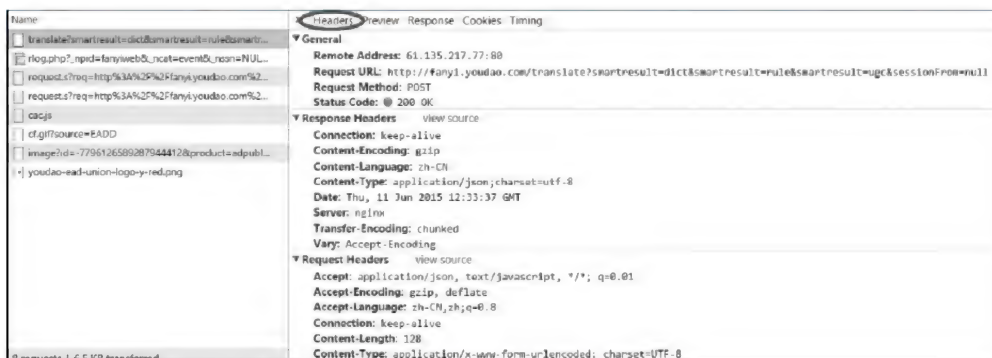 Name
translate?smartresult=dict&smartresult=rule&smartr...
rlog.php?_npid=fanyiweb&_ncat=event&_nssn=NUL...
request.s?req=http%3A%2F%2Ffanyi.youdao.com%2...
request.s?req=http%3A%2F%2Ffanyi.youdao.com%2...
cac.js
cf.gif?source=EADD
image?id=-7796126589287944412&product=adpubl...
youdao-ead-union-logo-y-red.png
8 requests | 6.5 KB transferred
× Headers Preview Response Cookies Timing
▼ General
Remote Address: 61.135.217.77:80
Request URL: http://fanyi.youdao.com/translate?smartresult=dict&smartresult=rule&smartresult=ugc&sessionFrom=null
Request Method: POST
Status Code: 200 OK
▼ Response Headers view source
Connection: keep-alive
Content-Encoding: gzip
Content-Language: zh-CN
Content-Type: application/json;charset=utf-8
Date: Thu, 11 Jun 2015 12:33:37 GMT
Server: nginx
Transfer-Encoding: chunked
Vary: Accept-Encoding
▼ Request Headers view source
Accept: application/json, text/javascript, */*; q=0.01
Accept-Encoding: gzip, deflate
Accept-Language: zh-CN,zh;q=0.8
Connection: keep-alive
Content-Length: 128
Content-Type: application/x-www-form-urlencoded; charset=UTF-8